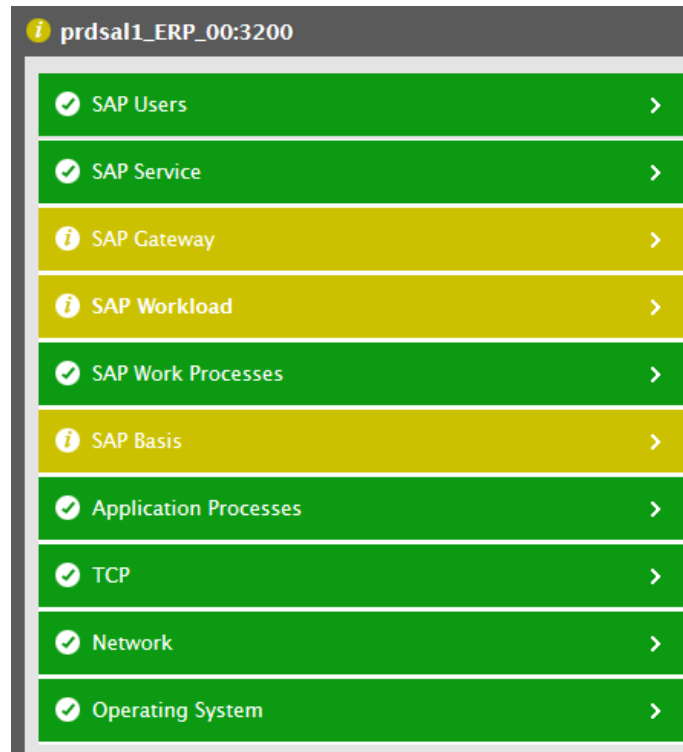 prdsal1_ERP_00:3200
SAP Users
SAP Service
SAP Gateway
SAP Workload
SAP Work Processes
SAP Basis
Application Processes
TCP
Network
Operating System